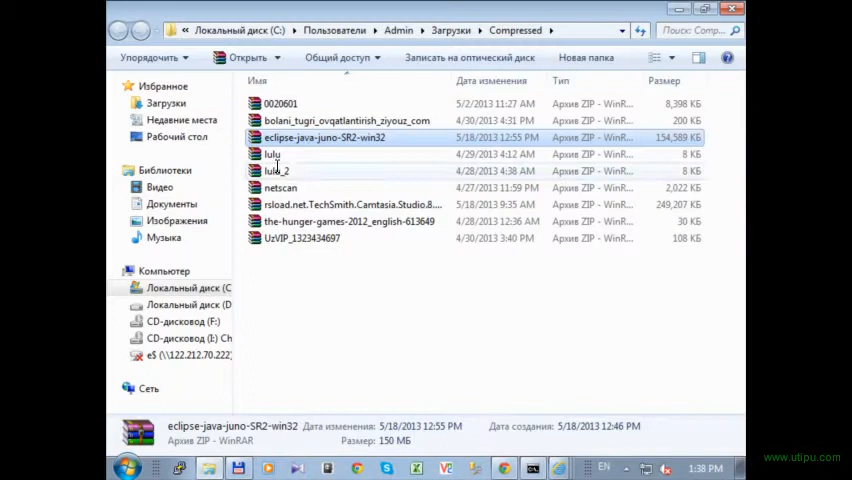 Локальный диск (C:) Пользователи Admin Загрузки Compressed Поиск: Compressed
Упорядочить Открыть Общий доступ Записать на оптический диск Новая папка
Имя Дата изменения Тип Размер
Избранное
Загрузки
Недавние места
Рабочий стол
Библиотеки
Видео
Документы
Изображения
Музыка
Компьютер
Локальный диск (C
Локальный диск (D
CD-дисковод (F:)
CD-дисковод (I:) Ch
e$ (\\122.212.70.222)
Сеть
0020601 5/2/2013 11:27 AM Архив ZIP - WinR... 8,398 КБ
bolani_tugri_ovqatlantirish_ziyouz_com 4/30/2013 4:31 PM Архив ZIP - WinR... 200 КБ
eclipse-java-juno-SR2-win32 5/18/2013 12:55 PM Архив ZIP - WinR... 154,589 КБ
lulu 4/29/2013 4:12 AM Архив ZIP - WinR... 8 КБ
lulu_2 4/28/2013 4:38 AM Архив ZIP - WinR... 8 КБ
netscan 4/27/2013 11:59 PM Архив ZIP - WinR... 2,022 КБ
rsload.net.TechSmith.Camtasia.Studio.8.... 5/18/2013 9:35 AM Архив ZIP - WinR... 249,207 КБ
the-hunger-games-2012_english-613649 4/28/2013 12:36 AM Архив ZIP - WinR... 30 КБ
UzVIP_1323434697 4/30/2013 3:40 PM Архив ZIP - WinR... 108 КБ
eclipse-java-juno-SR2-win32 Дата изменения: 5/18/2013 12:55 PM Дата создания: 5/18/2013 12:46 PM
Архив ZIP - WinRAR Размер: 150 МБ
EN 1:38 PM
www.utipu.com